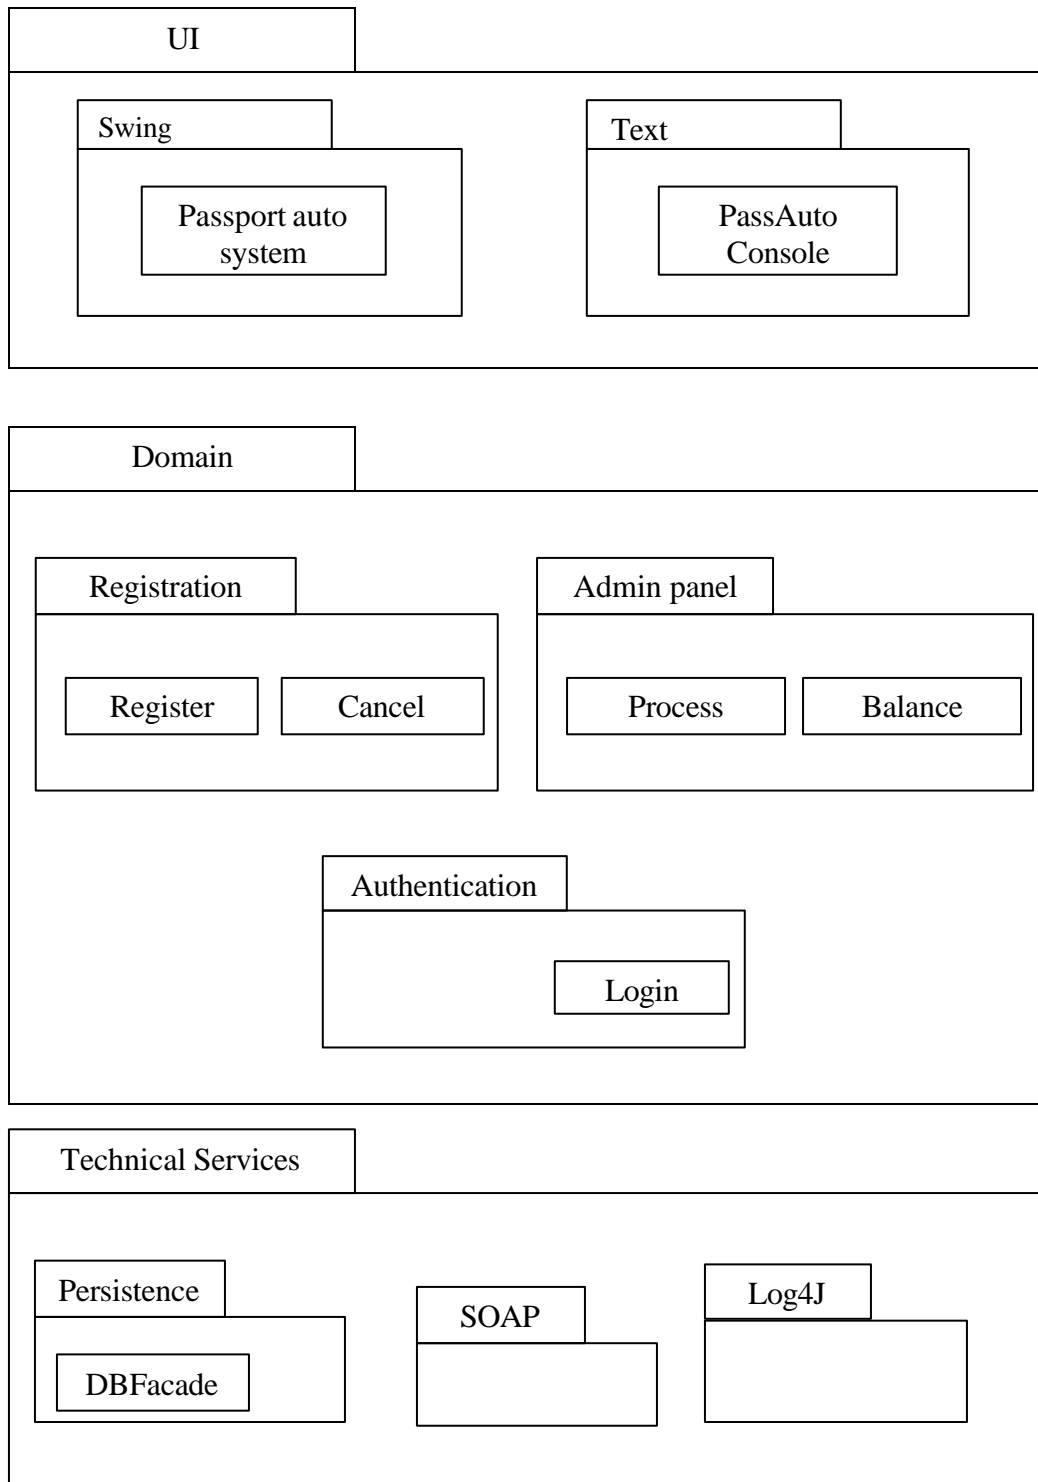 UI
Swing
Text
Passport auto
system
PassAuto
Console
Domain
Registration
Admin panel
Register
Cancel
Process
Balance
Authentication
Login
Technical Services
Persistence
SOAP
Log4J
DBFacade